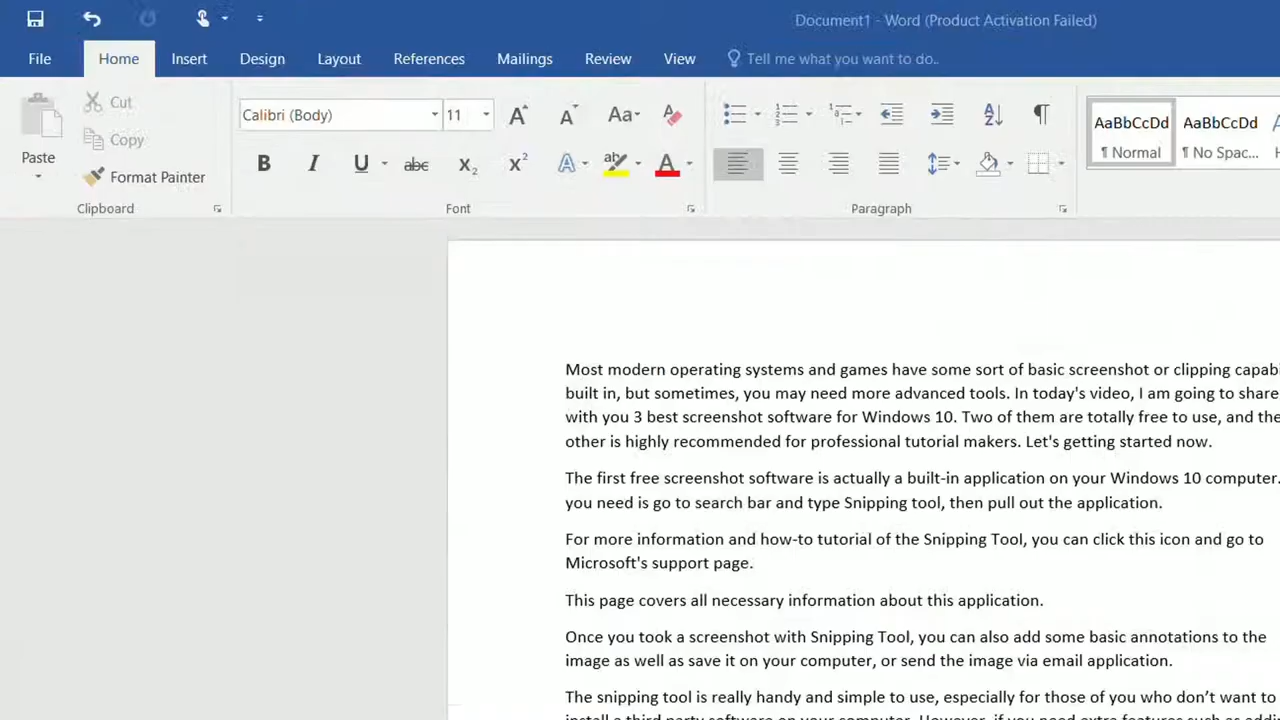 Document1 - Word (Product Activation Failed)
File Home Insert Design Layout References Mailings Review View Tell me what you want to do..
Paste
Cut
Copy
Format Painter
Clipboard
Calibri (Body) 11
Font
Paragraph
AaBbCcDd AaBbCcDd
¶ Normal ¶ No Spac...
Most modern operating systems and games have some sort of basic screenshot or clipping
built in, but sometimes, you may need more advanced tools. In today's video, I am going to share
with you 3 best screenshot software for Windows 10. Two of them are totally free to use, and the
other is highly recommended for professional tutorial makers. Let's getting started now.
The first free screenshot software is actually a built-in application on your Windows 10 computer.
you need is go to search bar and type Snipping tool, then pull out the application.
For more information and how-to tutorial of the Snipping Tool, you can click this icon and go to
Microsoft's support page.
This page covers all necessary information about this application.
Once you took a screenshot with Snipping Tool, you can also add some basic annotations to the
image as well as save it on your computer, or send the image via email application.
The snipping tool is really handy and simple to use, especially for those of you who don’t want to
install a third party software on your computer. However, if you need extra features such as